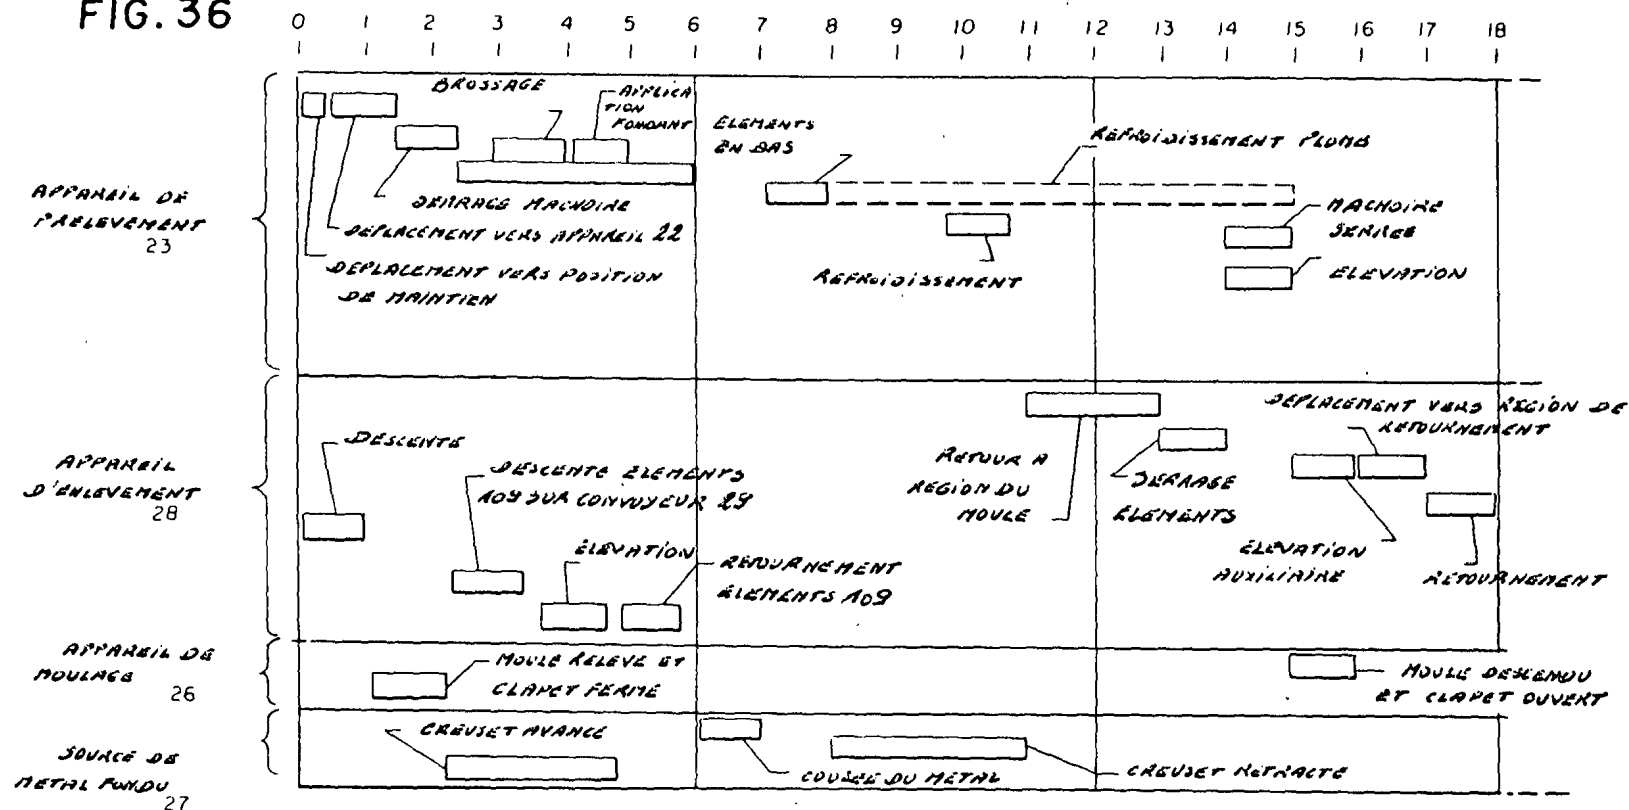 FIG. 36
0 1 2 3 4 5 6 7 8 9 10 11 12 13 14 15 16 17 18
APPAREIL DE
PRELEVEMENT
23
BROSSAGE
APPLICA
TION
FONDANT
ELEMENTS
EN BAS
REFROIDISSEMENT PLOMB
SERRAGE MACHOIRE
DEPLACEMENT VERS APPAREIL 22
DEPLACEMENT VERS POSITION
DE MAINTIEN
REFROIDISSEMENT
MACHOIRE
SERREE
ELEVATION
APPAREIL
D'ENLEVEMENT
28
DESCENTE
DESCENTE ELEMENTS
109 SUR CONVOYEUR 29
ELEVATION
RETOURNEMENT
ELEMENTS 109
RETOUR A
REGION DU
MOULE
SERRAGE
ELEMENTS
DEPLACEMENT VERS REGION DE
RETOURNEMENT
ELEVATION
AUXILIAIRE
RETOURNEMENT
APPAREIL DE
MOULAGE
26
MOULE RELEVE ET
CLAPET FERME
MOULE DESCENDU
ET CLAPET OUVERT
SOURCE DE
METAL FONDU
27
CREUSET AVANCE
COULEE DU METAL
CREUSET RETRACTE